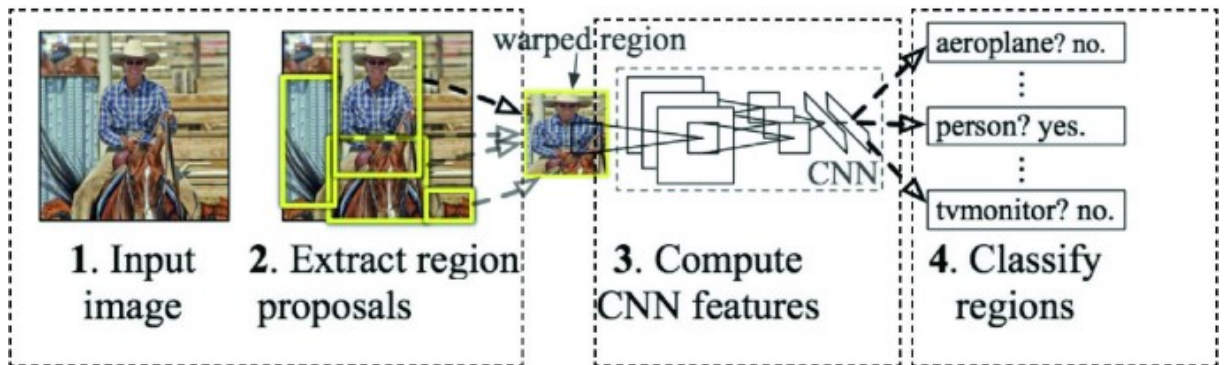 warped region
aeroplane? no.
⋮
person? yes.
⋮
CNN
tvmonitor? no.
1. Input
image
2. Extract region
proposals
3. Compute
CNN features
4. Classify
regions